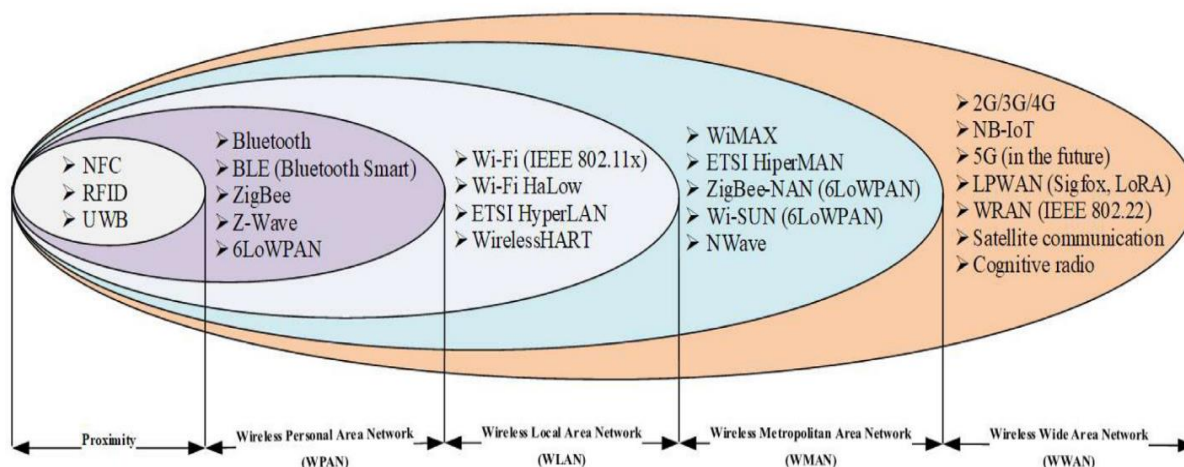 ➢ NFC
➢ RFID
➢ UWB
➢ Bluetooth
➢ BLE (Bluetooth Smart)
➢ ZigBee
➢ Z-Wave
➢ 6LoWPAN
➢ Wi-Fi (IEEE 802.11x)
➢ Wi-Fi HaLow
➢ ETSI HyperLAN
➢ WirelessHART
➢ WiMAX
➢ ETSI HiperMAN
➢ ZigBee-NAN (6LoWPAN)
➢ Wi-SUN (6LoWPAN)
➢ NWave
➢ 2G/3G/4G
➢ NB-IoT
➢ 5G (in the future)
➢ LPWAN (Sigfox, LoRA)
➢ WRAN (IEEE 802.22)
➢ Satellite communication
➢ Cognitive radio
Proximity
Wireless Personal Area Network
(WPAN)
Wireless Local Area Network
(WLAN)
Wireless Metropolitan Area Network
(WMAN)
Wireless Wide Area Network
(WWAN)